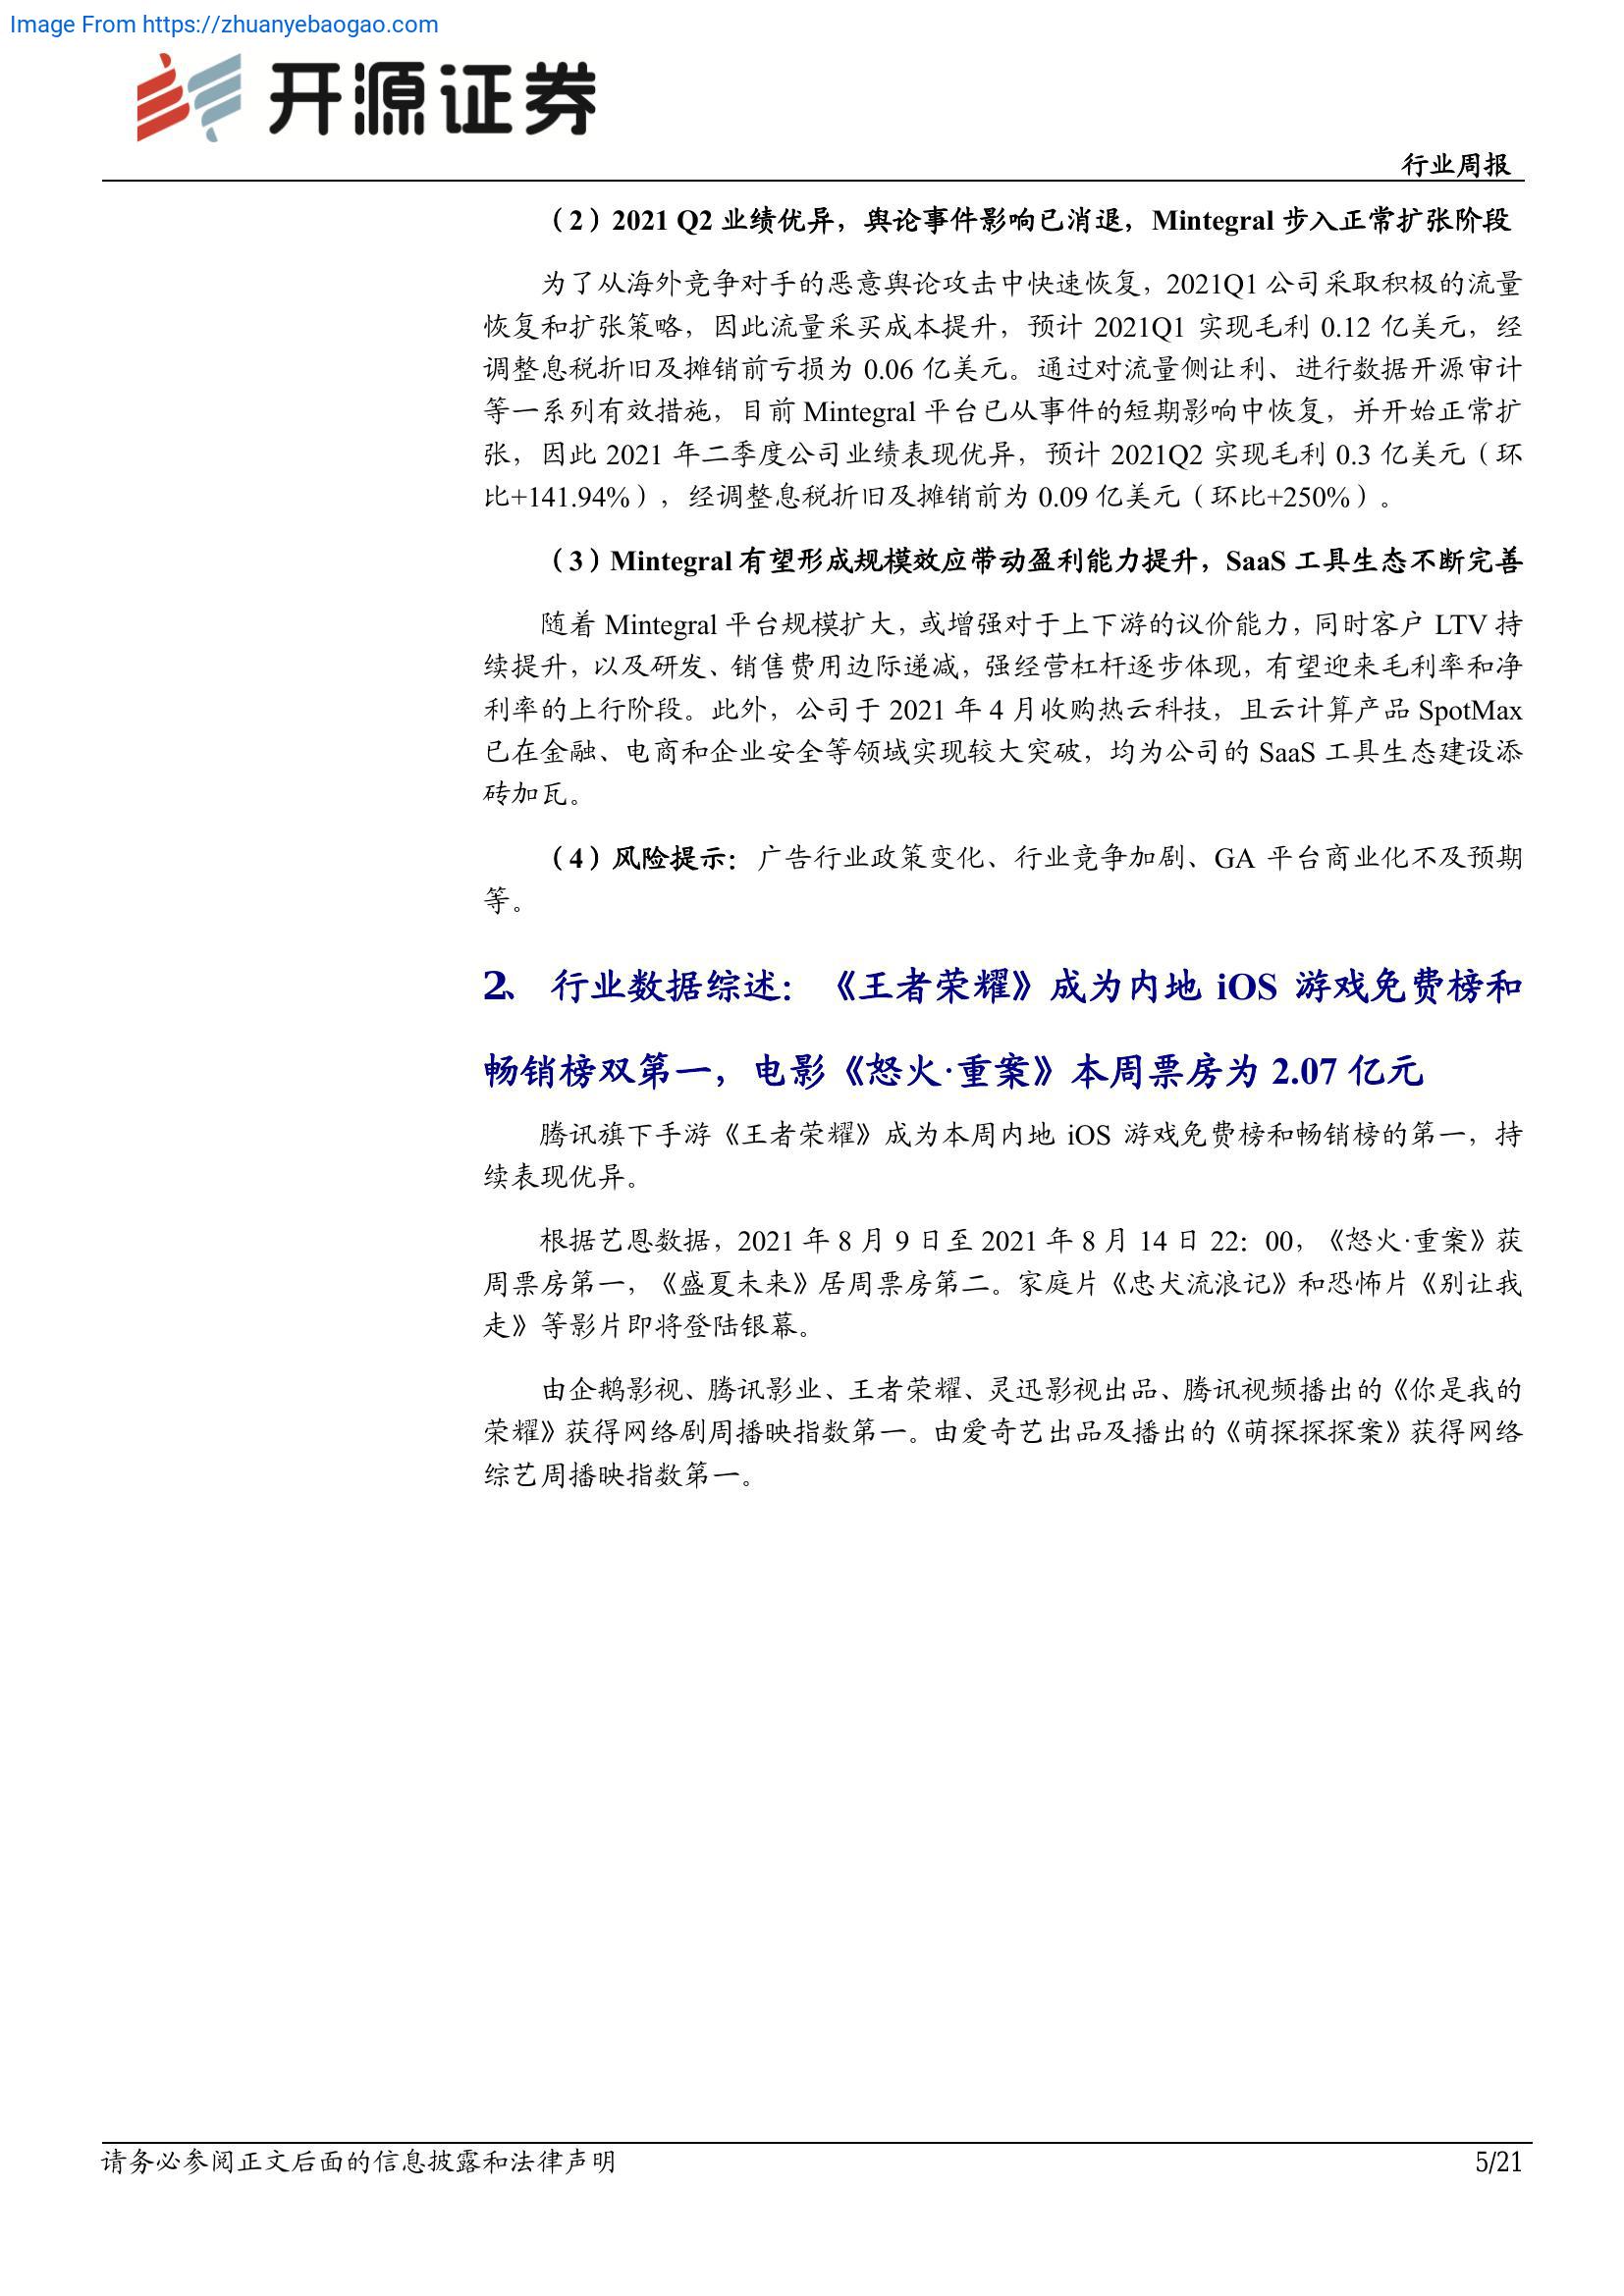 Image From https://zhuanyebaogao.com
开源证券
行业周报
（2）2021 Q2 业绩优异，舆论事件影响已消退，Mintegral 步入正常扩张阶段
为了从海外竞争对手的恶意舆论攻击中快速恢复，2021Q1 公司采取积极的流量
恢复和扩张策略，因此流量采买成本提升，预计 2021Q1 实现毛利 0.12 亿美元，经
调整息税折旧及摊销前亏损为 0.06 亿美元。通过对流量侧让利、进行数据开源审计
等一系列有效措施，目前 Mintegral 平台已从事件的短期影响中恢复，并开始正常扩
张，因此 2021 年二季度公司业绩表现优异，预计 2021Q2 实现毛利 0.3 亿美元（环
比+141.94%），经调整息税折旧及摊销前为 0.09 亿美元（环比+250%）。
（3）Mintegral 有望形成规模效应带动盈利能力提升，SaaS 工具生态不断完善
随着 Mintegral 平台规模扩大，或增强对于上下游的议价能力，同时客户 LTV 持
续提升，以及研发、销售费用边际递减，强经营杠杆逐步体现，有望迎来毛利率和净
利率的上行阶段。此外，公司于 2021 年 4 月收购热云科技，且云计算产品 SpotMax
已在金融、电商和企业安全等领域实现较大突破，均为公司的 SaaS 工具生态建设添
砖加瓦。
（4）风险提示：广告行业政策变化、行业竞争加剧、GA 平台商业化不及预期
等。
2、 行业数据综述：《王者荣耀》成为内地 iOS 游戏免费榜和
畅销榜双第一，电影《怒火·重案》本周票房为 2.07 亿元
腾讯旗下手游《王者荣耀》成为本周内地 iOS 游戏免费榜和畅销榜的第一，持
续表现优异。
根据艺恩数据，2021 年 8 月 9 日至 2021 年 8 月 14 日 22：00，《怒火·重案》获
周票房第一，《盛夏未来》居周票房第二。家庭片《忠犬流浪记》和恐怖片《别让我
走》等影片即将登陆银幕。
由企鹅影视、腾讯影业、王者荣耀、灵迅影视出品、腾讯视频播出的《你是我的
荣耀》获得网络剧周播映指数第一。由爱奇艺出品及播出的《萌探探探案》获得网络
综艺周播映指数第一。
请务必参阅正文后面的信息披露和法律声明
5/21